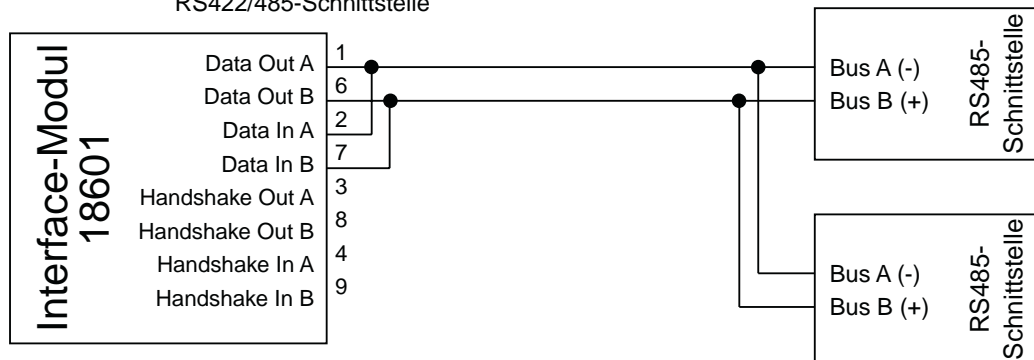 RS422/485-Schnittstelle
Interface-Modul
18601
Data Out A 1
Data Out B 6
Data In A 2
Data In B 7
Handshake Out A 3
Handshake Out B 8
Handshake In A 4
Handshake In B 9
Bus A (-)
Bus B (+)
RS485-
Schnittstelle
Bus A (-)
Bus B (+)
RS485-
Schnittstelle